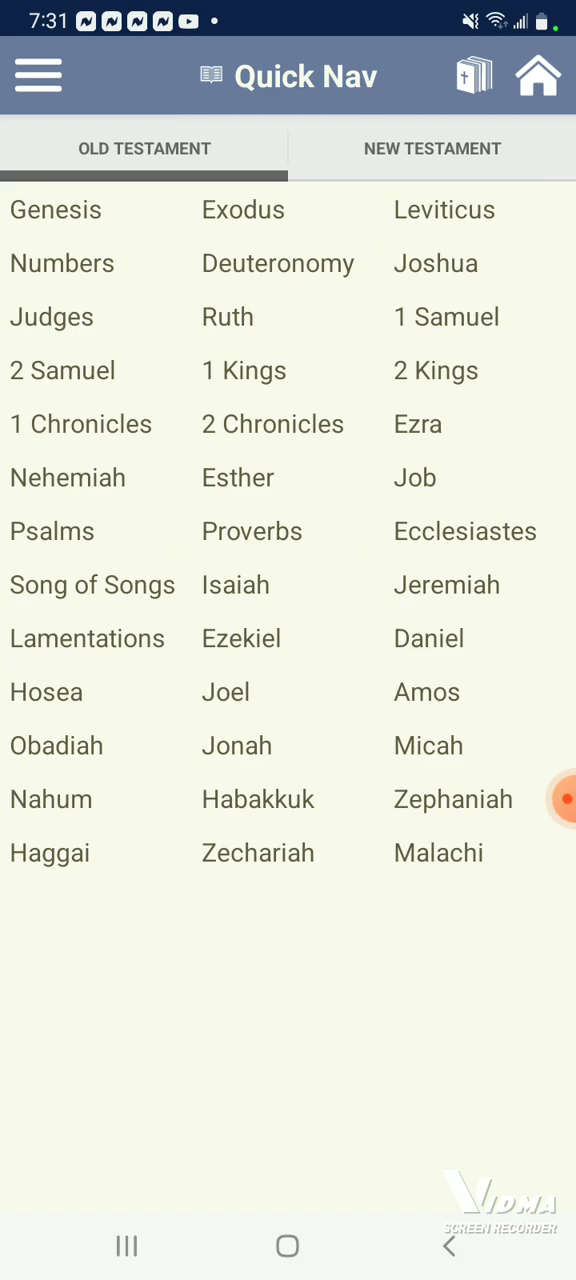 7:31
Quick Nav
OLD TESTAMENT NEW TESTAMENT
Genesis Exodus Leviticus
Numbers Deuteronomy Joshua
Judges Ruth 1 Samuel
2 Samuel 1 Kings 2 Kings
1 Chronicles 2 Chronicles Ezra
Nehemiah Esther Job
Psalms Proverbs Ecclesiastes
Song of Songs Isaiah Jeremiah
Lamentations Ezekiel Daniel
Hosea Joel Amos
Obadiah Jonah Micah
Nahum Habakkuk Zephaniah
Haggai Zechariah Malachi
VIDMA
SCREEN RECORDER